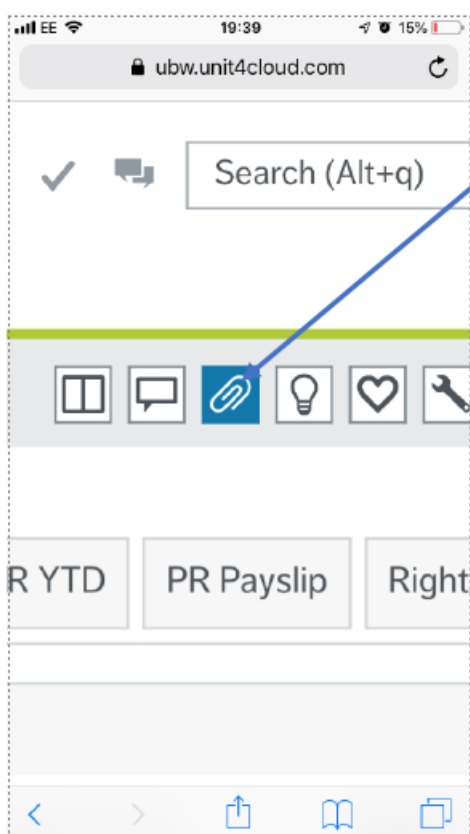 EE 19:39 15%
ubw.unit4cloud.com
Search (Alt+q)
R YTD PR Payslip Right